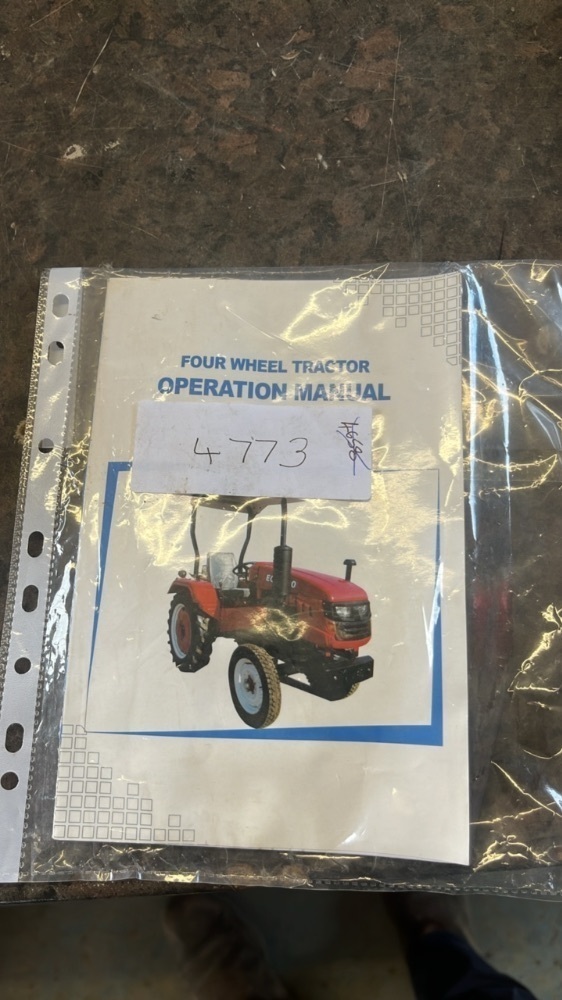 FOUR WHEEL TRACTOR
OPERATION MANUAL
4773